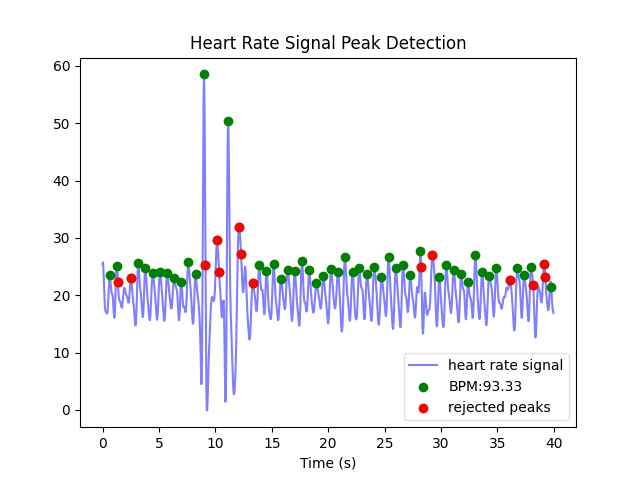 Heart Rate Signal Peak Detection
60
50
40
30
20
10
0
heart rate signal
BPM:93.33
rejected peaks
0 5 10 15 20 25 30 35 40
Time (s)